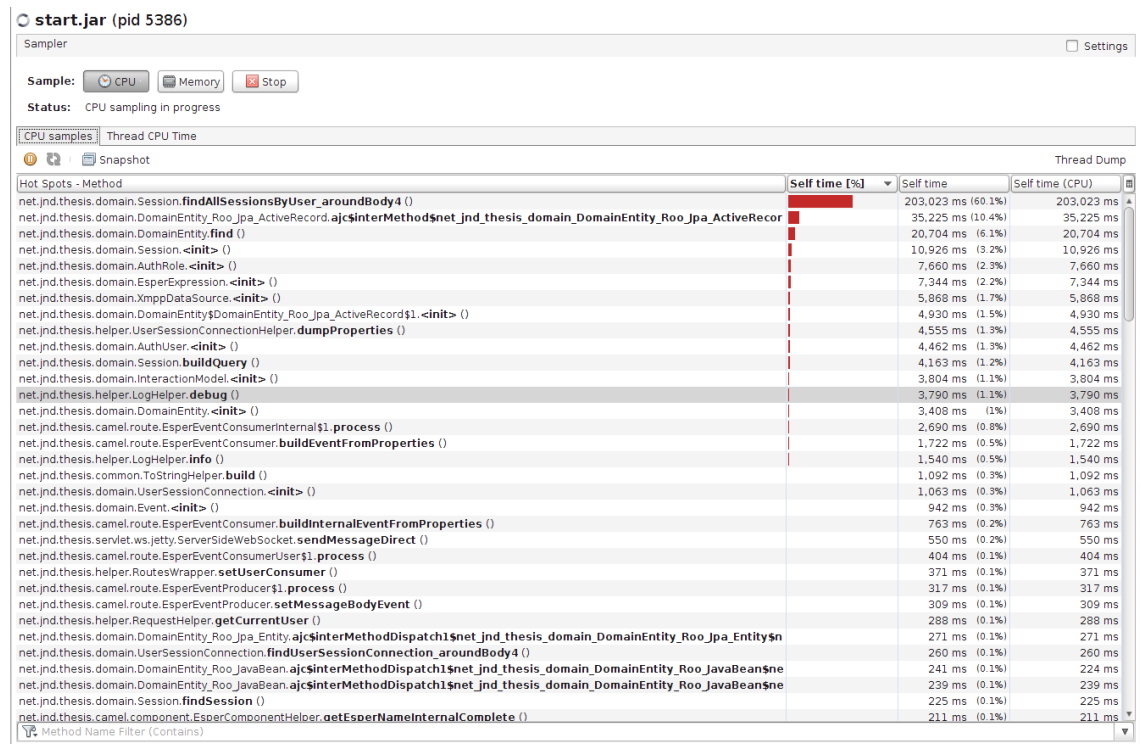 start.jar (pid 5386)
Sampler Settings
Sample: CPU Memory Stop
Status: CPU sampling in progress
CPU samples Thread CPU Time
Snapshot Thread Dump
Hot Spots - Method Self time [%] Self time Self time (CPU)
net.jnd.thesis.domain.Session.findAllSessionsByUser_aroundBody4 () 203,023 ms (60.1%) 203,023 ms
net.jnd.thesis.domain.DomainEntity_Roo_Jpa_ActiveRecord.ajc$interMethod$net_jnd_thesis_domain_DomainEntity_Roo_Jpa_ActiveRecor 35,225 ms (10.4%) 35,225 ms
net.jnd.thesis.domain.DomainEntity.find () 20,704 ms (6.1%) 20,704 ms
net.jnd.thesis.domain.Session.<init> () 10,926 ms (3.2%) 10,926 ms
net.jnd.thesis.domain.AuthRole.<init> () 7,660 ms (2.3%) 7,660 ms
net.jnd.thesis.domain.EsperExpression.<init> () 7,344 ms (2.2%) 7,344 ms
net.jnd.thesis.domain.XmppDataSource.<init> () 5,868 ms (1.7%) 5,868 ms
net.jnd.thesis.domain.DomainEntity$DomainEntity_Roo_Jpa_ActiveRecord$1.<init> () 4,930 ms (1.5%) 4,930 ms
net.jnd.thesis.helper.UserSessionConnectionHelper.dumpProperties () 4,555 ms (1.3%) 4,555 ms
net.jnd.thesis.domain.AuthUser.<init> () 4,462 ms (1.3%) 4,462 ms
net.jnd.thesis.domain.Session.buildQuery () 4,163 ms (1.2%) 4,163 ms
net.jnd.thesis.domain.InteractionModel.<init> () 3,804 ms (1.1%) 3,804 ms
net.jnd.thesis.helper.LogHelper.debug () 3,790 ms (1.1%) 3,790 ms
net.jnd.thesis.domain.DomainEntity.<init> () 3,408 ms (1%) 3,408 ms
net.jnd.thesis.camel.route.EsperEventConsumerInternal$1.process () 2,690 ms (0.8%) 2,690 ms
net.jnd.thesis.camel.route.EsperEventConsumer.buildEventFromProperties () 1,722 ms (0.5%) 1,722 ms
net.jnd.thesis.helper.LogHelper.info () 1,540 ms (0.5%) 1,540 ms
net.jnd.thesis.common.ToStringHelper.build () 1,092 ms (0.3%) 1,092 ms
net.jnd.thesis.domain.UserSessionConnection.<init> () 1,063 ms (0.3%) 1,063 ms
net.jnd.thesis.domain.Event.<init> () 942 ms (0.3%) 942 ms
net.jnd.thesis.camel.route.EsperEventConsumer.buildInternalEventFromProperties () 763 ms (0.2%) 763 ms
net.jnd.thesis.servlet.ws.jetty.ServerSideWebSocket.sendMessageDirect () 550 ms (0.2%) 550 ms
net.jnd.thesis.camel.route.EsperEventConsumerUser$1.process () 404 ms (0.1%) 404 ms
net.jnd.thesis.helper.RoutesWrapper.setUserConsumer () 371 ms (0.1%) 371 ms
net.jnd.thesis.camel.route.EsperEventProducer$1.process () 317 ms (0.1%) 317 ms
net.jnd.thesis.camel.route.EsperEventProducer.setMessageBodyEvent () 309 ms (0.1%) 309 ms
net.jnd.thesis.helper.RequestHelper.getCurrentUser () 288 ms (0.1%) 288 ms
net.jnd.thesis.domain.DomainEntity_Roo_Jpa_Entity.ajc$interMethodDispatch1$net_jnd_thesis_domain_DomainEntity_Roo_Jpa_Entity$n 271 ms (0.1%) 271 ms
net.jnd.thesis.domain.UserSessionConnection.findUserSessionConnection_aroundBody4 () 260 ms (0.1%) 260 ms
net.jnd.thesis.domain.DomainEntity_Roo_JavaBean.ajc$interMethodDispatch1$net_jnd_thesis_domain_DomainEntity_Roo_JavaBean$ne 241 ms (0.1%) 224 ms
net.jnd.thesis.domain.DomainEntity_Roo_JavaBean.ajc$interMethodDispatch1$net_jnd_thesis_domain_DomainEntity_Roo_JavaBean$ne 239 ms (0.1%) 239 ms
net.jnd.thesis.domain.Session.findSession () 225 ms (0.1%) 225 ms
net.jnd.thesis.camel.component.EsperComponentHelper.getEsperNameInternalComplete () 211 ms (0.1%) 211 ms
Method Name Filter (Contains)